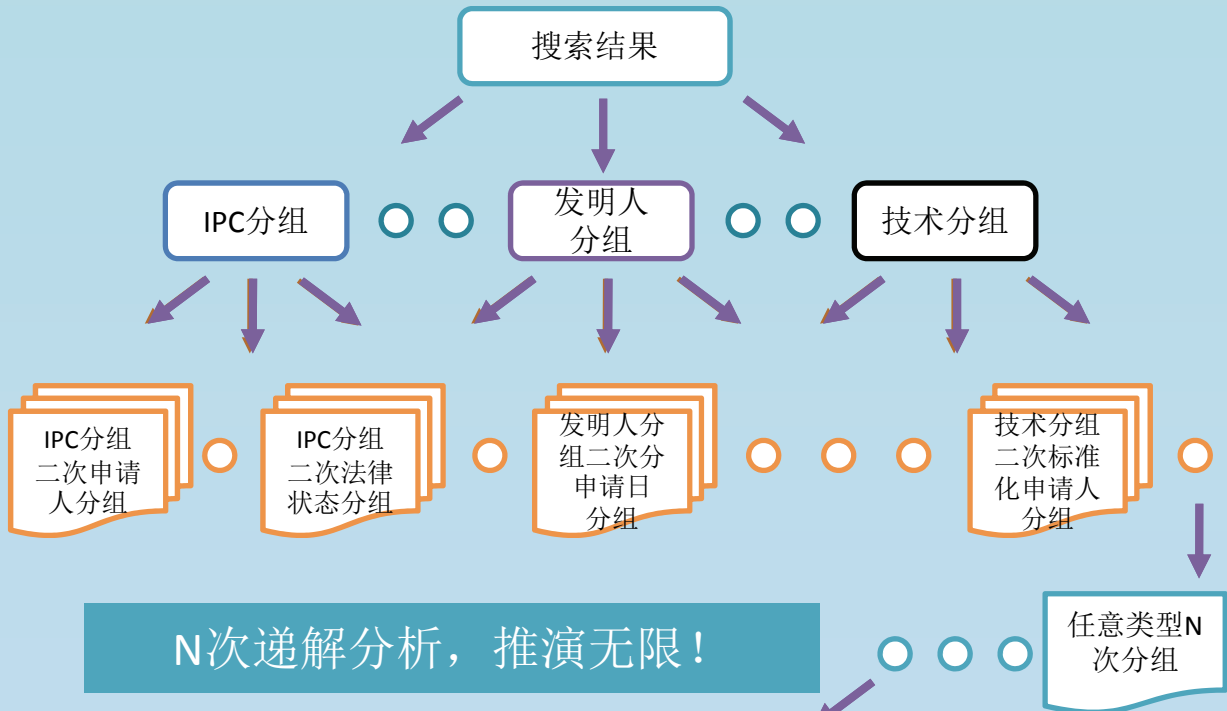 搜索结果
IPC分组
发明人
分组
技术分组
IPC分组
二次申请
人分组
IPC分组
二次法律
状态分组
发明人分
组二次分
申请日
分组
技术分组
二次标准
化申请人
分组
N次递解分析，推演无限！
任意类型N
次分组